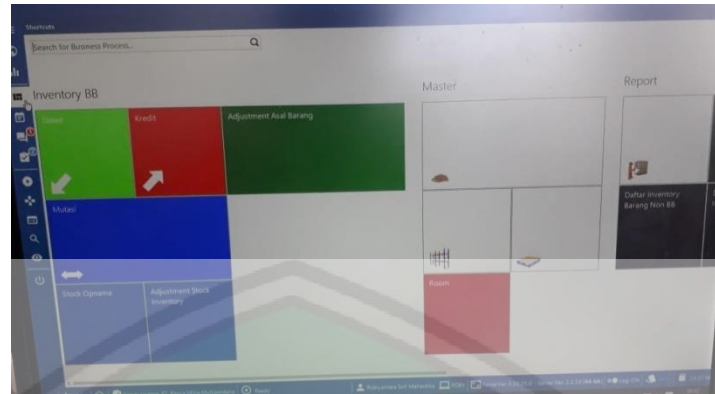 Shortcuts
Search for Business Process...
Inventory BB
Master
Report
Debet
Kredit
Adjustment Asal Barang
Mutasi
Daftar Inventory
Barang Non BB
Stock Opname
Adjustment Stock
Inventory
Room